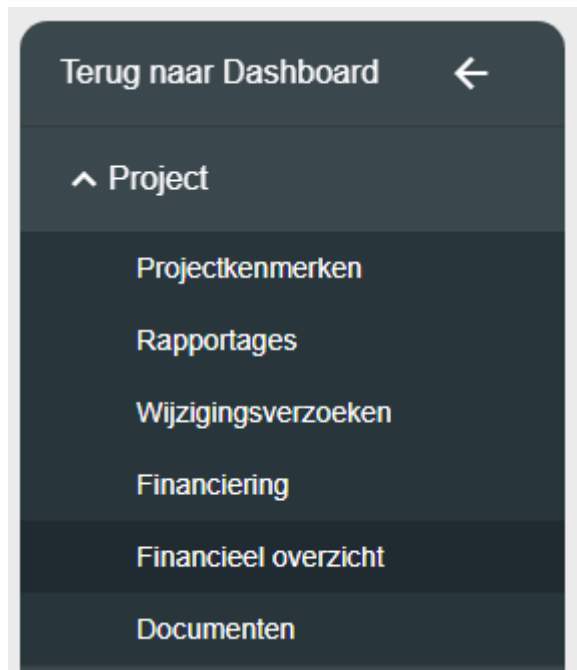 Terug naar Dashboard
Project
Projectkenmerken
Rapportages
Wijzigingsverzoeken
Financiering
Financieel overzicht
Documenten